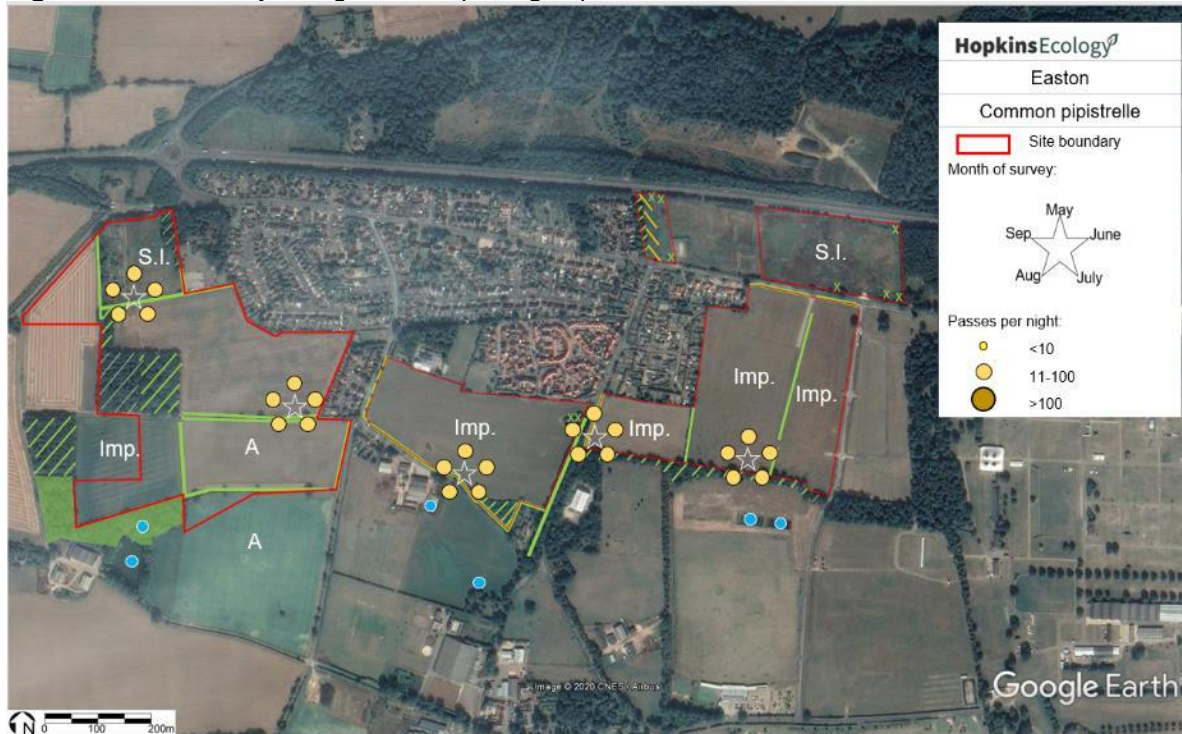 HopkinsEcology
Easton
Common pipistrelle
Site boundary
Month of survey:
May
Sep
June
Aug
July
Passes per night:
<10
11-100
>100
S.I.
S.I.
Imp.
Imp.
Imp.
Imp.
Imp.
A
A
Image © 2020 CNES / Airbus
Google Earth
N
0 100 200m